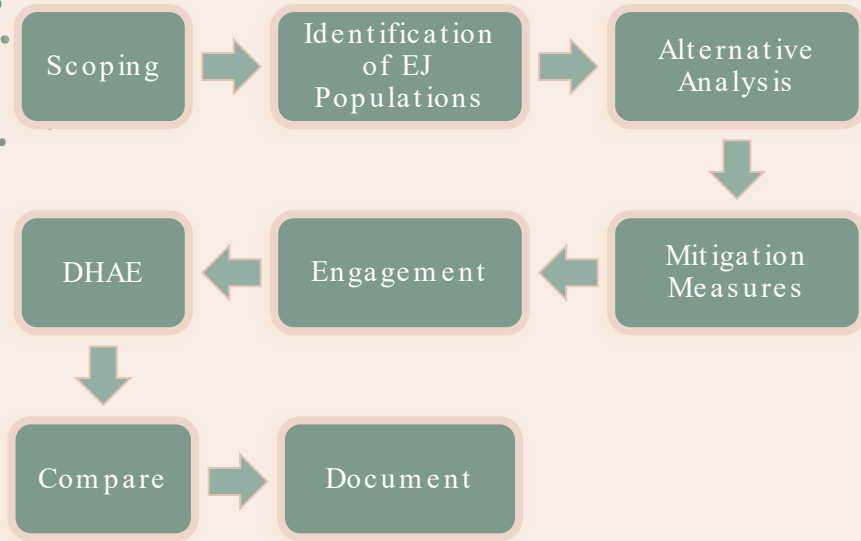 Scoping
Identification
of EJ
Populations
Alternative
Analysis
Mitigation
Measures
Engagement
DHAE
Compare
Document